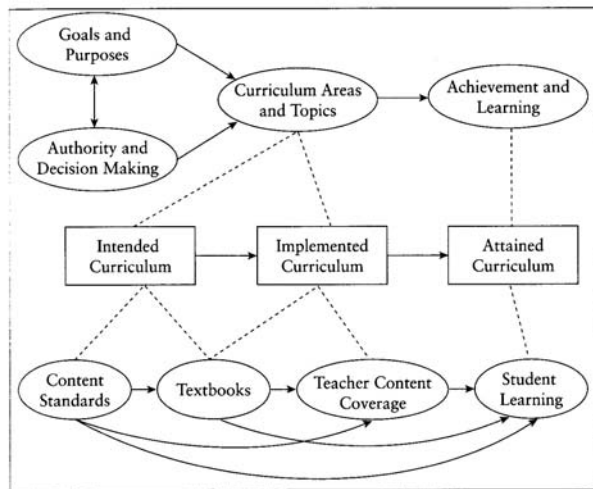 Goals and
Purposes
Curriculum Areas
and Topics
Achievement and
Learning
Authority and
Decision Making
Intended
Curriculum
Implemented
Curriculum
Attained
Curriculum
Content
Standards
Textbooks
Teacher Content
Coverage
Student
Learning